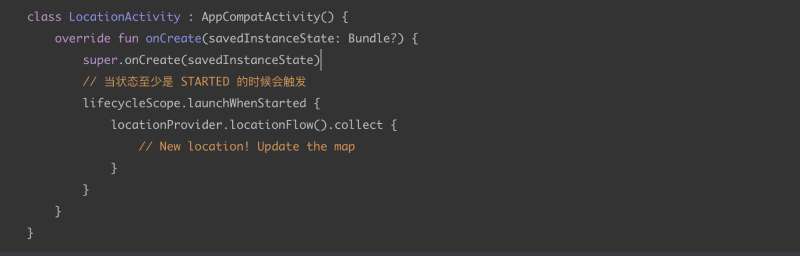 class LocationActivity : AppCompatActivity() {
override fun onCreate(savedInstanceState: Bundle?) {
super.onCreate(savedInstanceState)
// 当状态至少是 STARTED 的时候会触发
lifecycleScope.launchWhenStarted {
locationProvider.locationFlow().collect {
// New location! Update the map
}
}
}
}